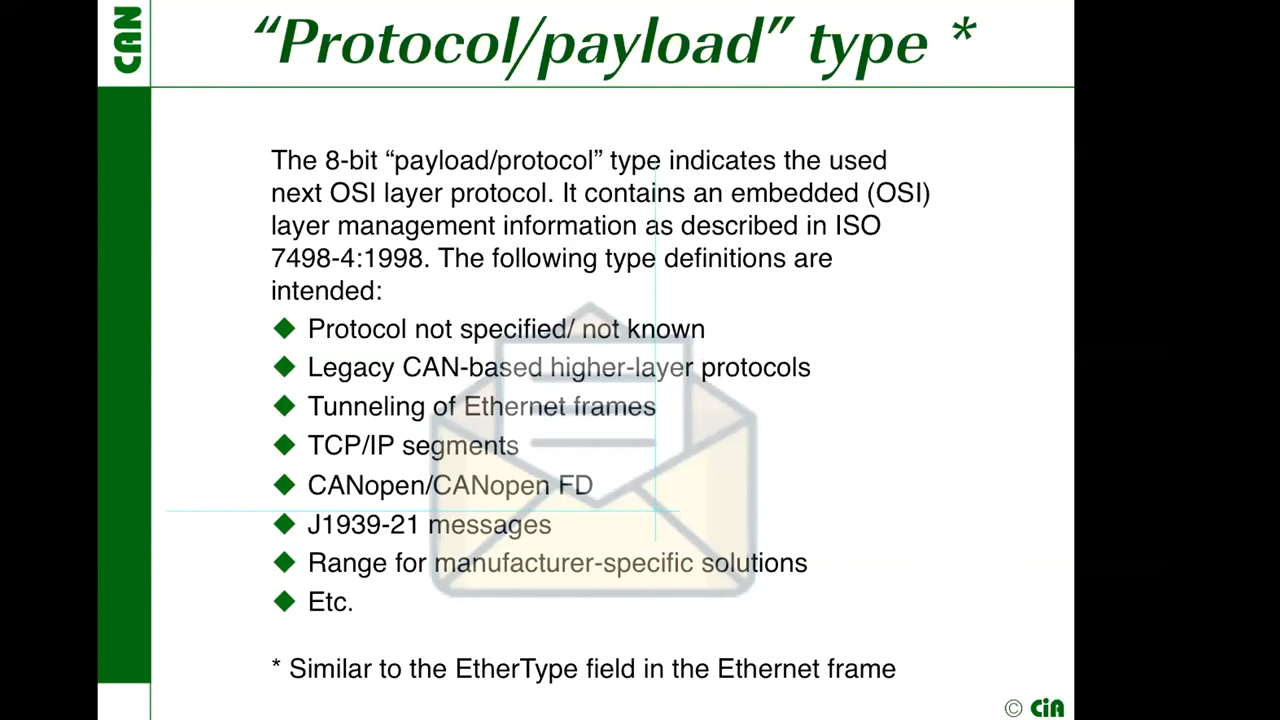 CAN
“Protocol/payload” type *
The 8-bit “payload/protocol” type indicates the used
next OSI layer protocol. It contains an embedded (OSI)
layer management information as described in ISO
7498-4:1998. The following type definitions are
intended:
Protocol not specified/ not known
Legacy CAN-based higher-layer protocols
Tunneling of Ethernet frames
TCP/IP segments
CANopen/CANopen FD
J1939-21 messages
Range for manufacturer-specific solutions
Etc.
* Similar to the EtherType field in the Ethernet frame
© CiA